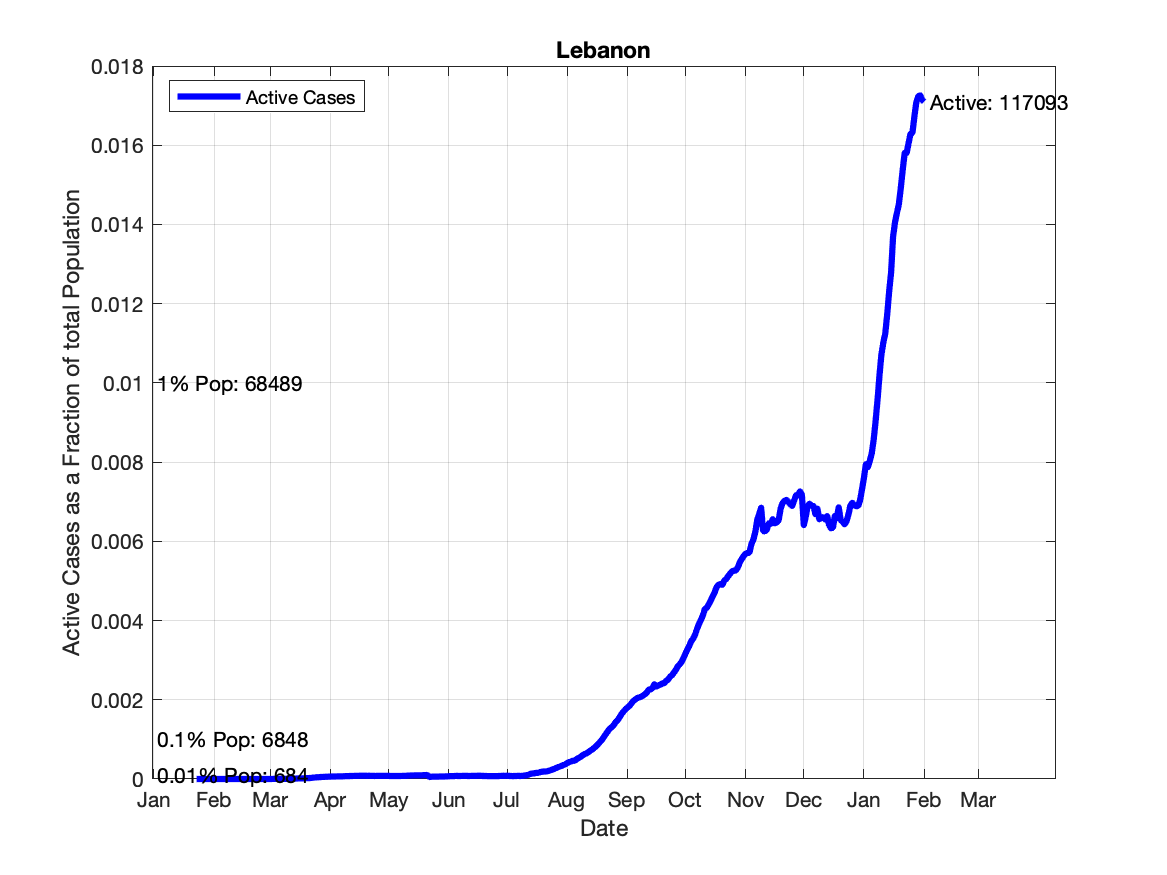 Lebanon
Active Cases
Active: 117093
0.018
0.016
0.014
0.012
0.01
0.008
0.006
0.004
0.002
0
Active Cases as a Fraction of total Population
1% Pop: 68489
0.1% Pop: 6848
0.01% Pop: 684
Jan Feb Mar Apr May Jun Jul Aug Sep Oct Nov Dec Jan Feb Mar
Date